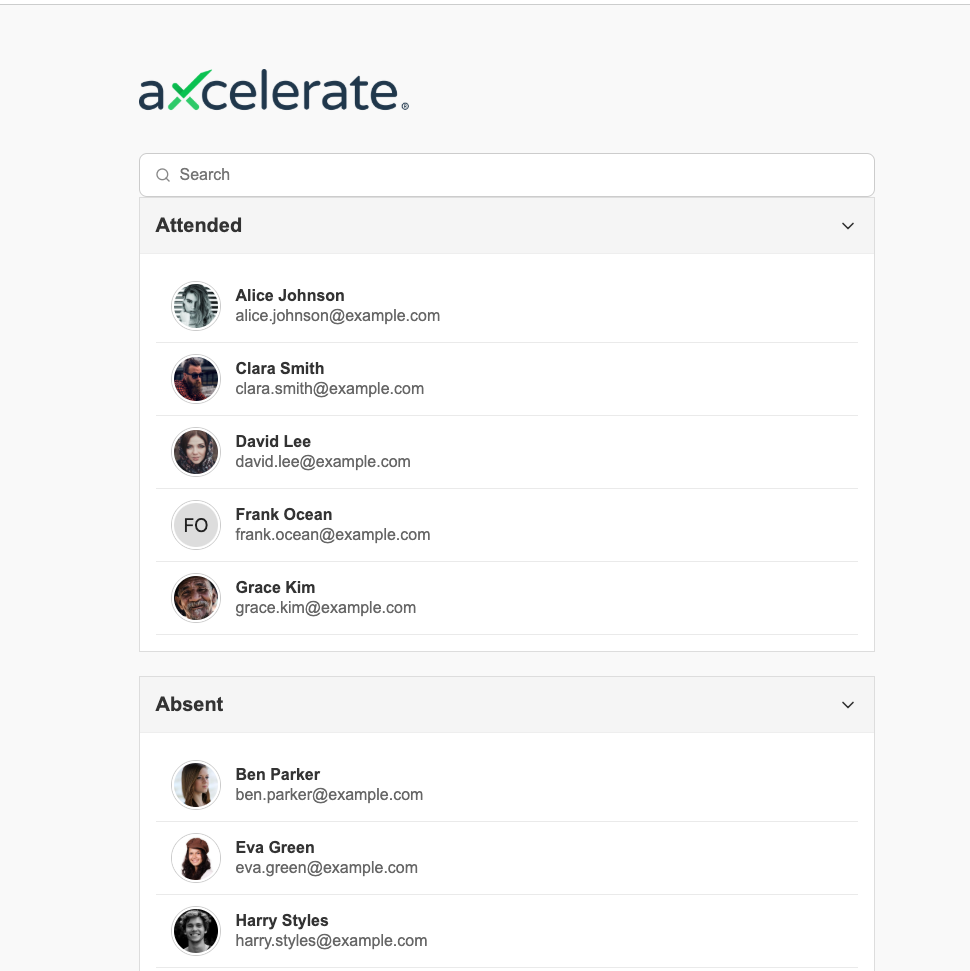 axcelerate®
Search
Attended
Alice Johnson
alice.johnson@example.com
Clara Smith
clara.smith@example.com
David Lee
david.lee@example.com
FO
Frank Ocean
frank.ocean@example.com
Grace Kim
grace.kim@example.com
Absent
Ben Parker
ben.parker@example.com
Eva Green
eva.green@example.com
Harry Styles
harry.styles@example.com